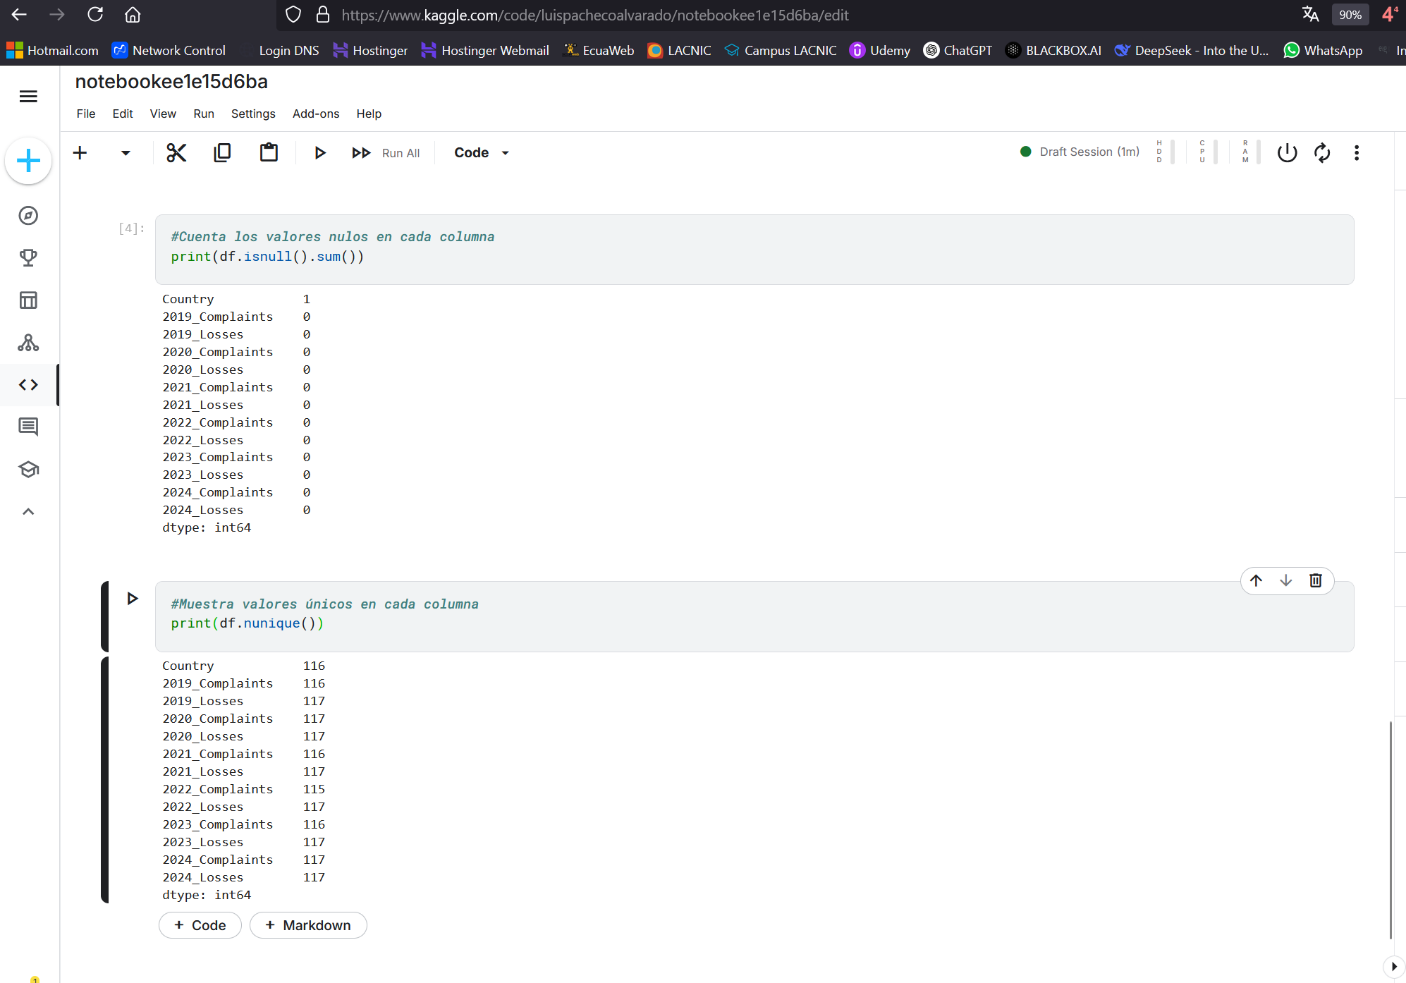 https://www.kaggle.com/code/luispachecoalvarado/notebookee1e15d6ba/edit
90%
4⁴
Hotmail.com
Network Control
Login DNS
Hostinger
Hostinger Webmail
EcuaWeb
LACNIC
Campus LACNIC
Udemy
ChatGPT
BLACKBOX.AI
DeepSeek - Into the U...
WhatsApp
In
notebookee1e15d6ba
File Edit View Run Settings Add-ons Help
Run All
Code
Draft Session (1m)
HDD
CPU
RAM
[4]:
#Cuenta los valores nulos en cada columna
print(df.isnull().sum())
Country 1
2019_Complaints 0
2019_Losses 0
2020_Complaints 0
2020_Losses 0
2021_Complaints 0
2021_Losses 0
2022_Complaints 0
2022_Losses 0
2023_Complaints 0
2023_Losses 0
2024_Complaints 0
2024_Losses 0
dtype: int64
#Muestra valores únicos en cada columna
print(df.nunique())
Country 116
2019_Complaints 116
2019_Losses 117
2020_Complaints 117
2020_Losses 117
2021_Complaints 116
2021_Losses 117
2022_Complaints 115
2022_Losses 117
2023_Complaints 116
2023_Losses 117
2024_Complaints 117
2024_Losses 117
dtype: int64
+ Code
+ Markdown
1